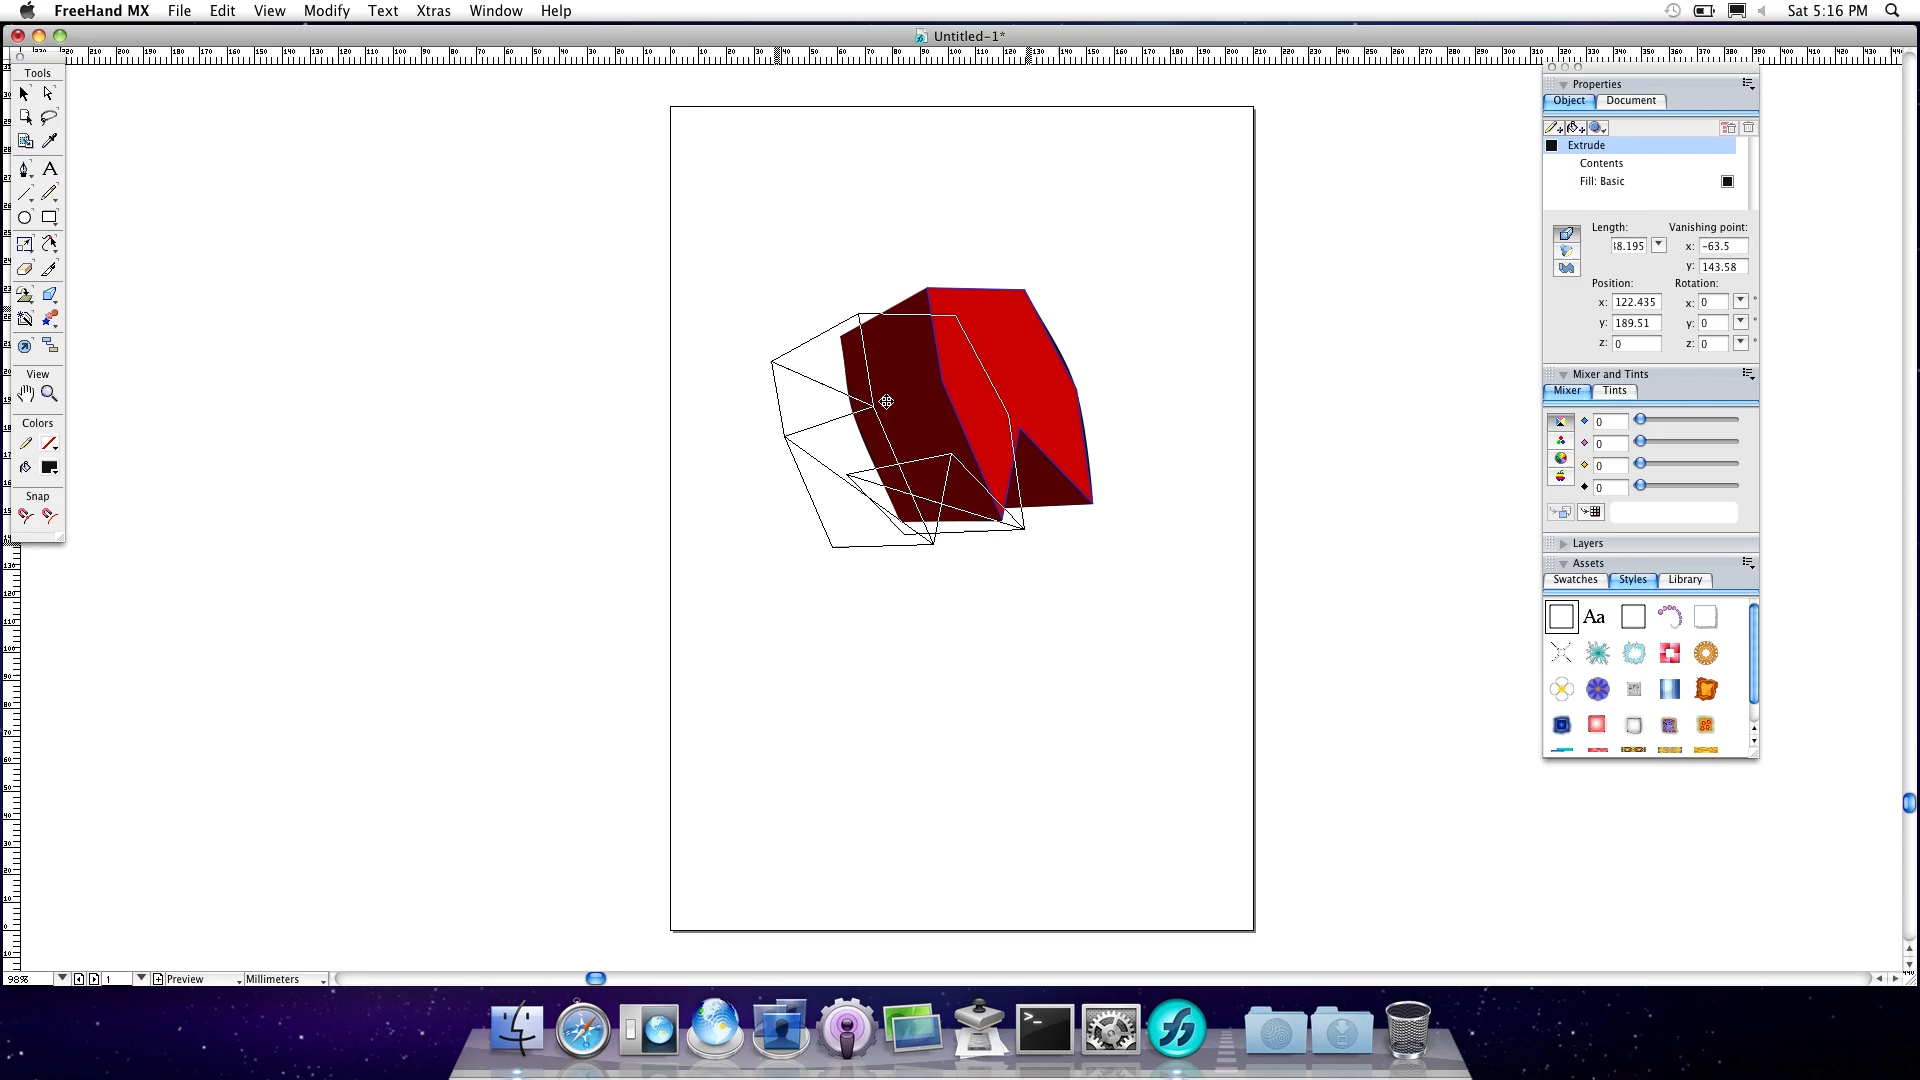 FreeHand MX File Edit View Modify Text Xtras Window Help Sat 5:16 PM
Untitled-1*
Tools
View
Colors
Snap
Properties
Object Document
Extrude
Contents
Fill: Basic
Length: Vanishing point:
8.195 x: -63.5
y: 143.58
Position: Rotation:
x: 122.435 x: 0 °
y: 189.51 y: 0 °
z: 0 z: 0 °
Mixer and Tints
Mixer Tints
0
0
0
0
Layers
Assets
Swatches Styles Library
Aa
98% 1 Preview Millimeters